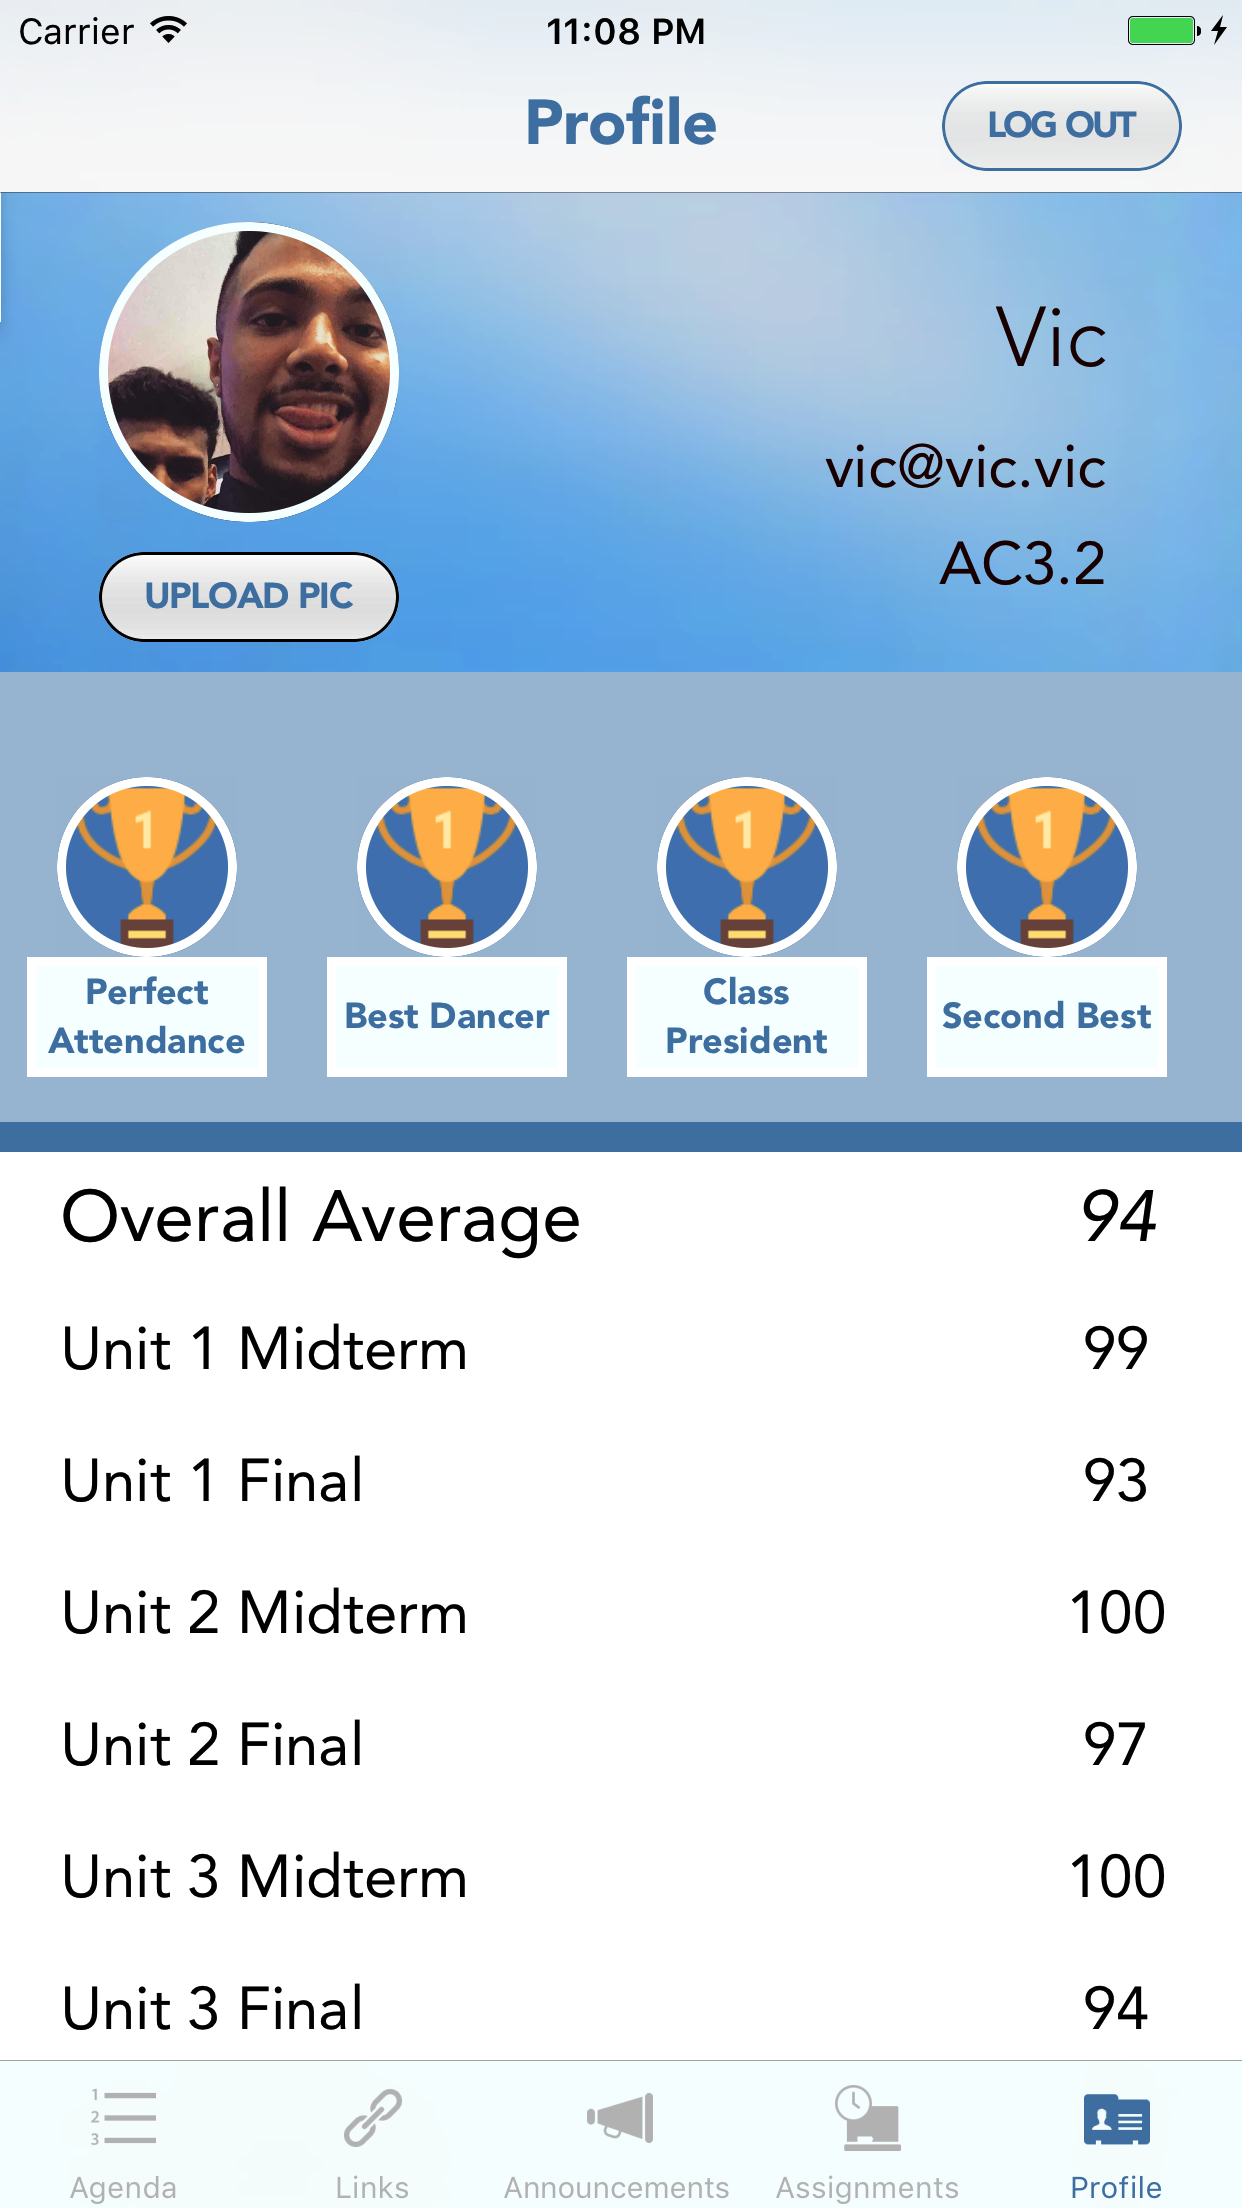 Carrier
11:08 PM
Profile
LOG OUT
Vic
vic@vic.vic
AC3.2
UPLOAD PIC
1
1
1
1
Perfect
Attendance
Best Dancer
Class
President
Second Best
Overall Average 94
Unit 1 Midterm 99
Unit 1 Final 93
Unit 2 Midterm 100
Unit 2 Final 97
Unit 3 Midterm 100
Unit 3 Final 94
1
2
3
Agenda
Links
Announcements
Assignments
Profile